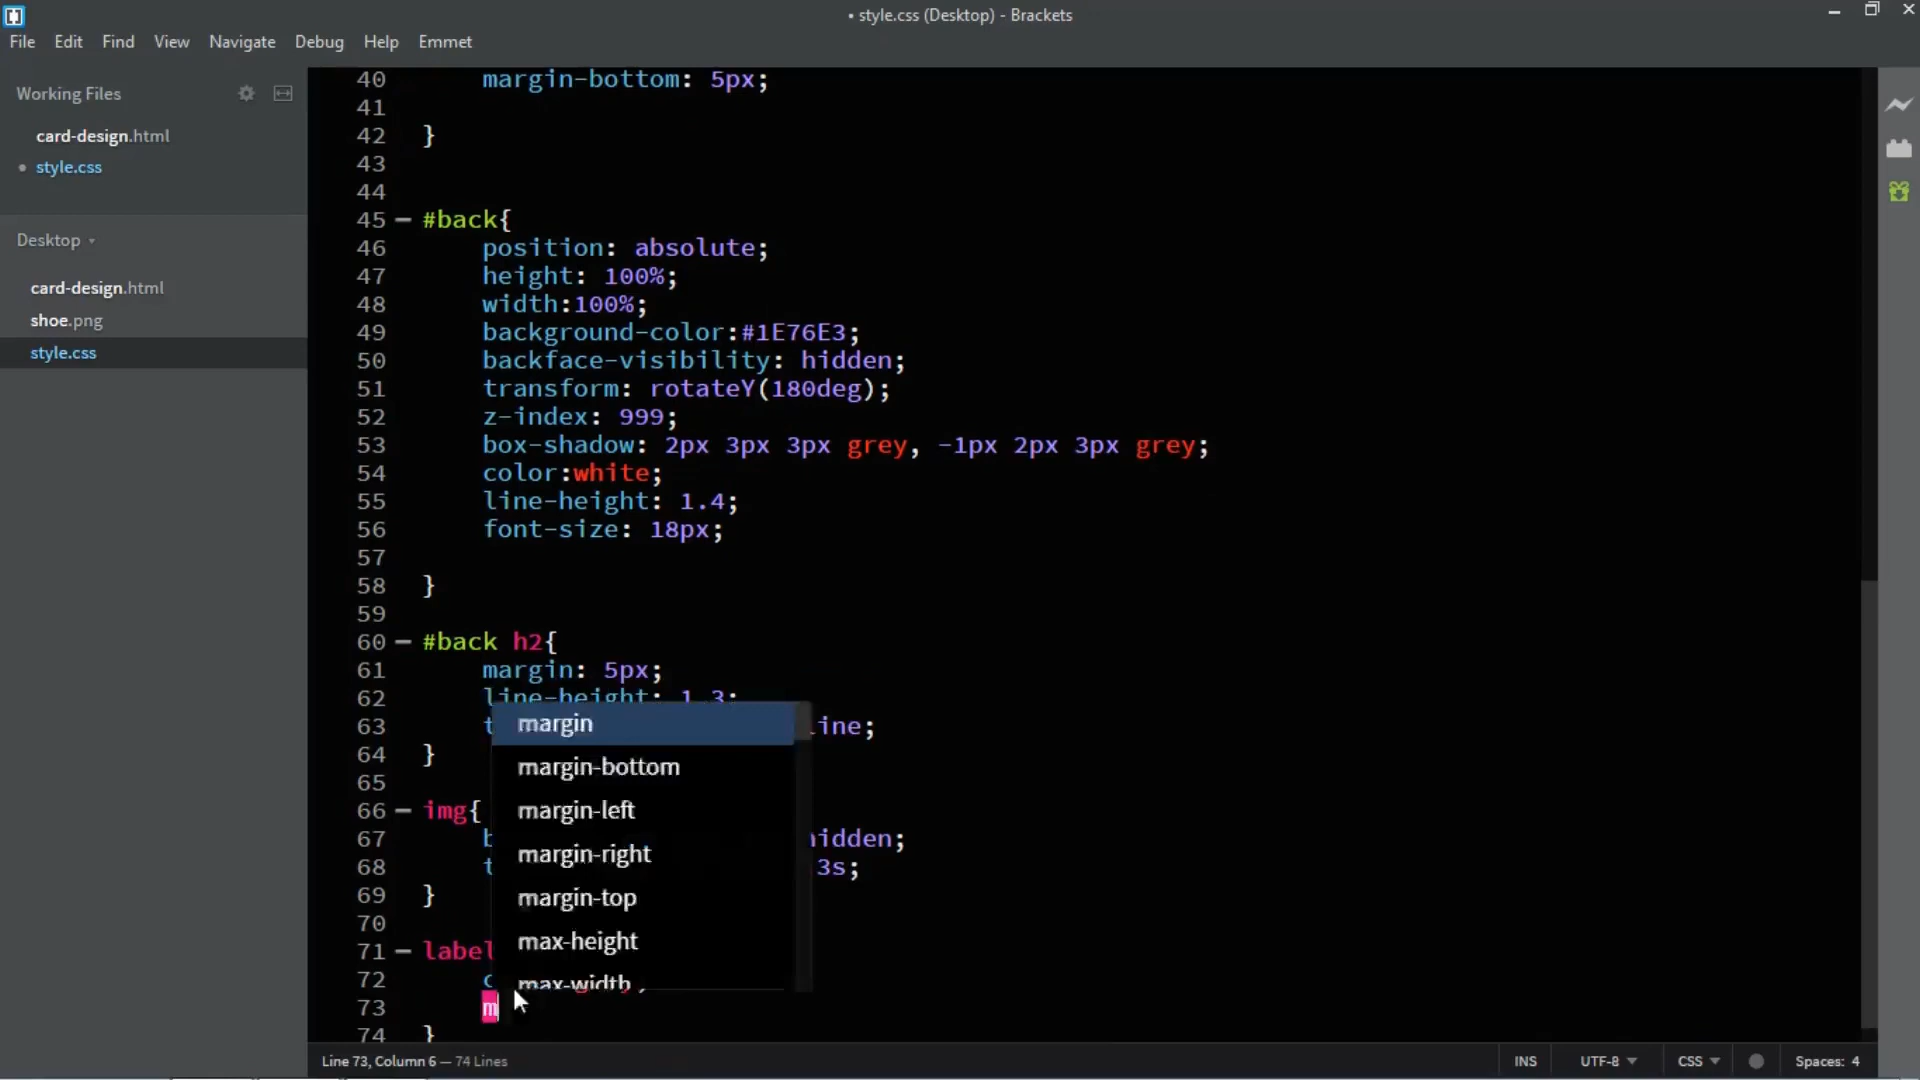 • style.css (Desktop) - Brackets
File Edit Find View Navigate Debug Help Emmet
Working Files
card-design.html
• style.css
Desktop
card-design.html
shoe.png
style.css
40 margin-bottom: 5px;
41
42 }
43
44
45 #back{
46 position: absolute;
47 height: 100%;
48 width:100%;
49 background-color:#1E76E3;
50 backface-visibility: hidden;
51 transform: rotateY(180deg);
52 z-index: 999;
53 box-shadow: 2px 3px 3px grey, -1px 2px 3px grey;
54 color:white;
55 line-height: 1.4;
56 font-size: 18px;
57
58 }
59
60 #back h2{
61 margin: 5px;
62 line-height: 1.3;
63 t line;
64 }
65
66 img{
67 b hidden;
68 t 3s;
69 }
70
71 label
72 c
73 m
74 }
margin
margin-bottom
margin-left
margin-right
margin-top
max-height
max-width
Line 73, Column 6 — 74 Lines
INS UTF-8 CSS Spaces: 4